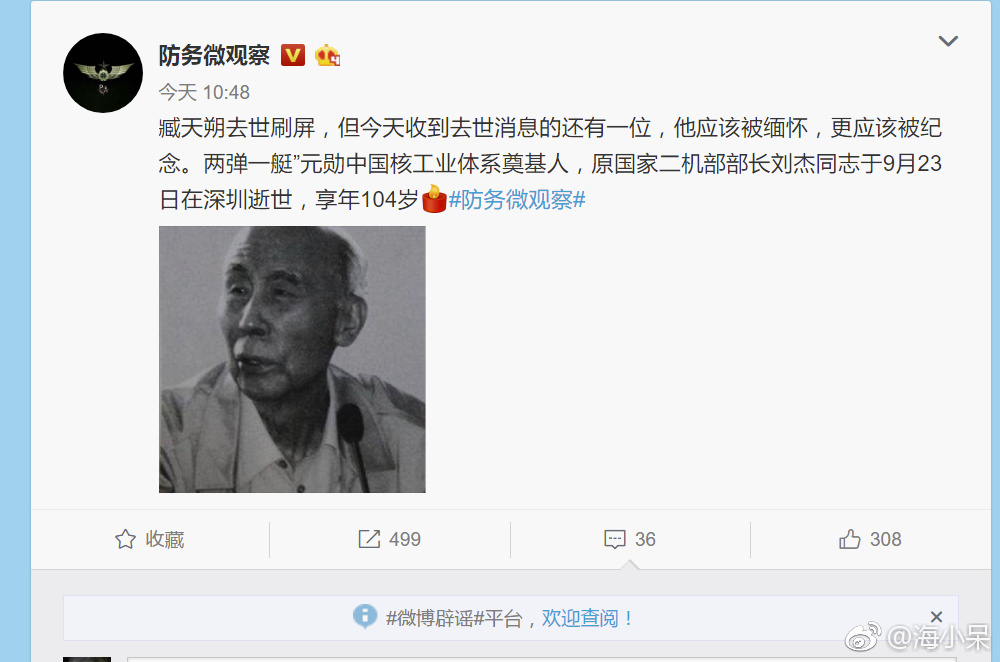 防务微观察
今天 10:48
臧天朔去世刷屏，但今天收到去世消息的还有一位，他应该被缅怀，更应该被纪
念。两弹一艇”元勋中国核工业体系奠基人，原国家二机部部长刘杰同志于9月23
日在深圳逝世，享年104岁#防务微观察#
收藏
499
36
308
#微博辟谣#平台，欢迎查阅！
@海小呆